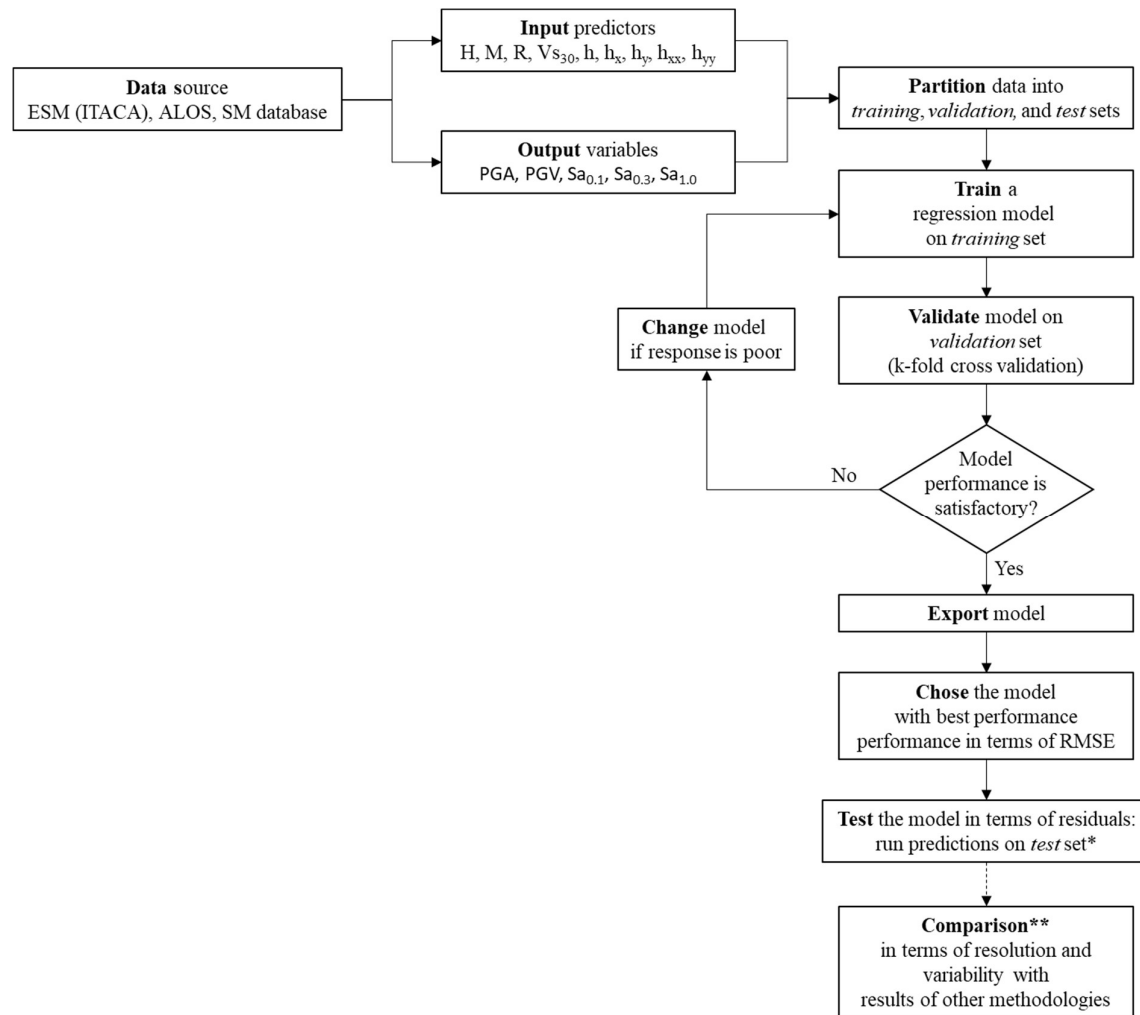 Data source
ESM (ITACA), ALOS, SM database
Input predictors
H, M, R, Vs₃₀, h, hₓ, h_y, hₓₓ, h_yy
Output variables
PGA, PGV, Sa₀.₁, Sa₀.₃, Sa₁.₀
Partition data into
training, validation, and test sets
Train a
regression model
on training set
Validate model on
validation set
(k-fold cross validation)
Change model
if response is poor
Model
performance is
satisfactory?
No
Yes
Export model
Chose the model
with best performance
performance in terms of RMSE
Test the model in terms of residuals:
run predictions on test set*
Comparison**
in terms of resolution and
variability with
results of other methodologies